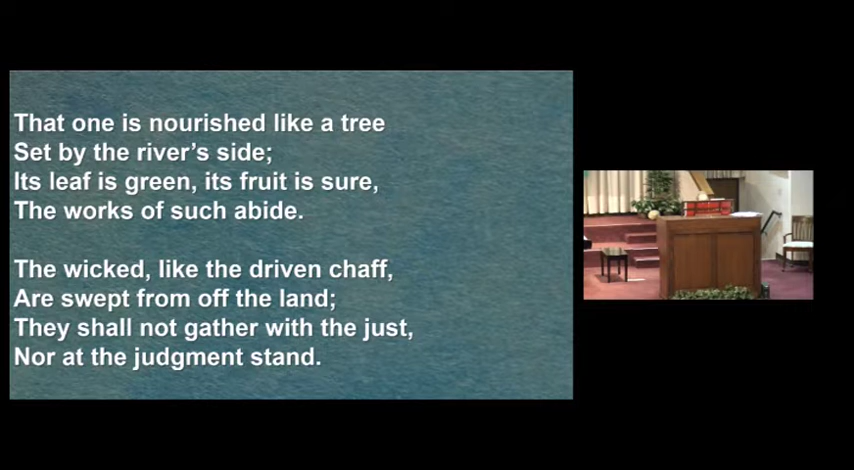 That one is nourished like a tree
Set by the river's side;
Its leaf is green, its fruit is sure,
The works of such abide.
The wicked, like the driven chaff,
Are swept from off the land;
They shall not gather with the just,
Nor at the judgment stand.